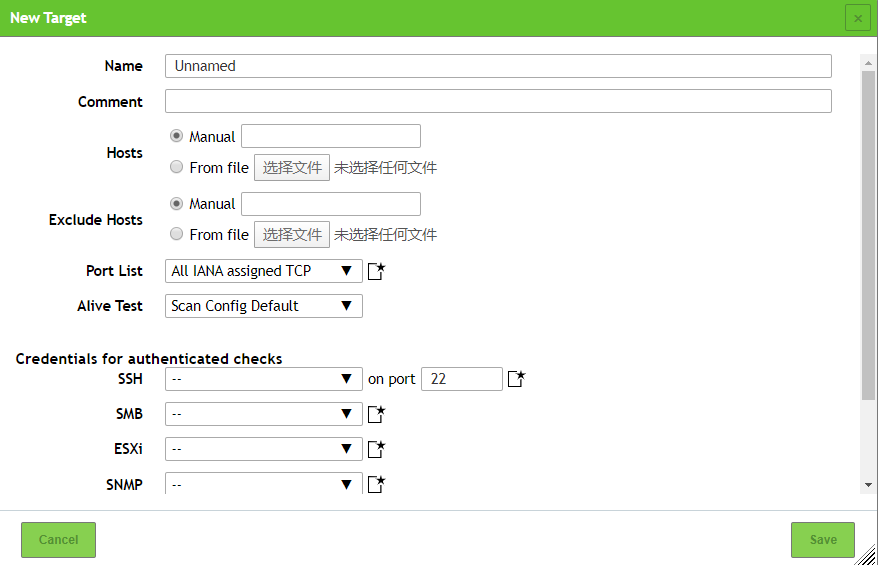 New Target
×
Name Unnamed
Comment
Hosts
Manual
From file 选择文件 未选择任何文件
Exclude Hosts
Manual
From file 选择文件 未选择任何文件
Port List All IANA assigned TCP ▼
Alive Test Scan Config Default ▼
Credentials for authenticated checks
SSH -- ▼ on port 22
SMB -- ▼
ESXi -- ▼
SNMP -- ▼
Cancel Save